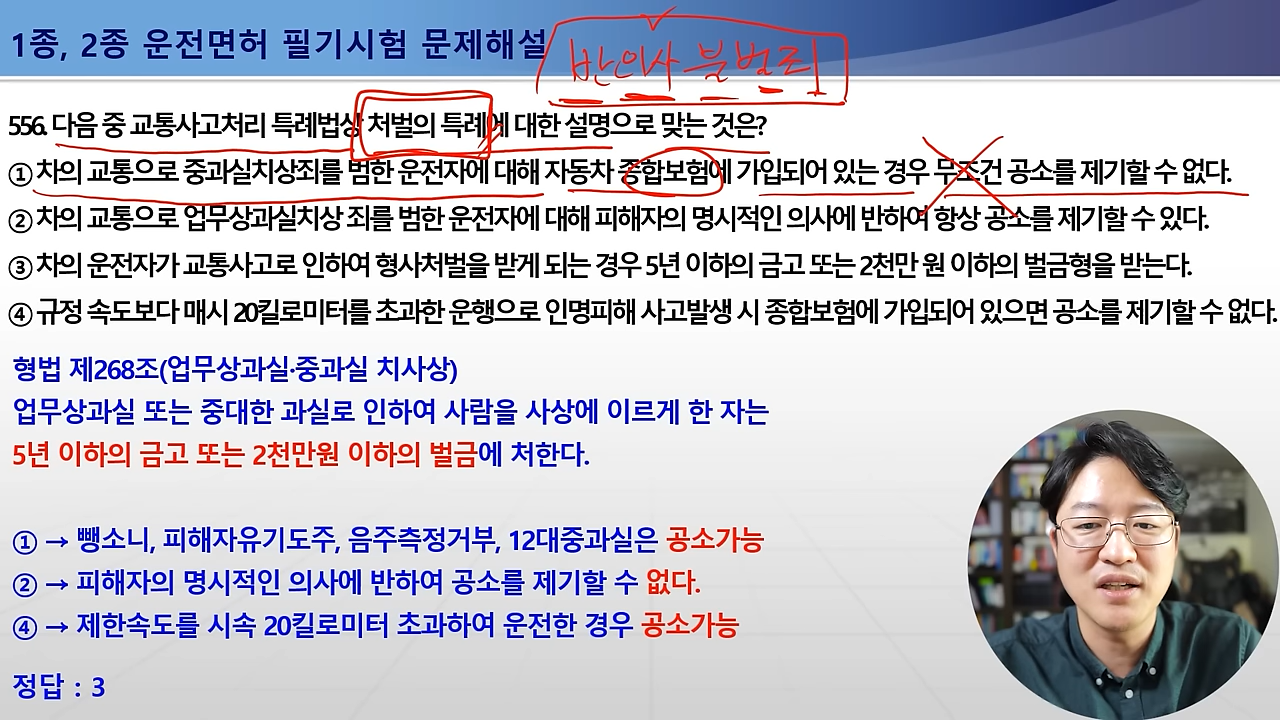 1종, 2종 운전면허 필기시험 문제해설
반의사 불벌죄
556. 다음 중 교통사고처리 특례법상 처벌의 특례에 대한 설명으로 맞는 것은?
① 차의 교통으로 중과실치상죄를 범한 운전자에 대해 자동차 종합보험에 가입되어 있는 경우 무조건 공소를 제기할 수 없다.
② 차의 교통으로 업무상과실치상 죄를 범한 운전자에 대해 피해자의 명시적인 의사에 반하여 항상 공소를 제기할 수 있다.
③ 차의 운전자가 교통사고로 인하여 형사처벌을 받게 되는 경우 5년 이하의 금고 또는 2천만 원 이하의 벌금형을 받는다.
④ 규정 속도보다 매시 20킬로미터를 초과한 운행으로 인명피해 사고발생 시 종합보험에 가입되어 있으면 공소를 제기할 수 없다.
형법 제268조(업무상과실·중과실 치사상)
업무상과실 또는 중대한 과실로 인하여 사람을 사상에 이르게 한 자는
5년 이하의 금고 또는 2천만원 이하의 벌금에 처한다.
① → 뺑소니, 피해자유기도주, 음주측정거부, 12대중과실은 공소가능
② → 피해자의 명시적인 의사에 반하여 공소를 제기할 수 없다.
④ → 제한속도를 시속 20킬로미터 초과하여 운전한 경우 공소가능
정답 : 3